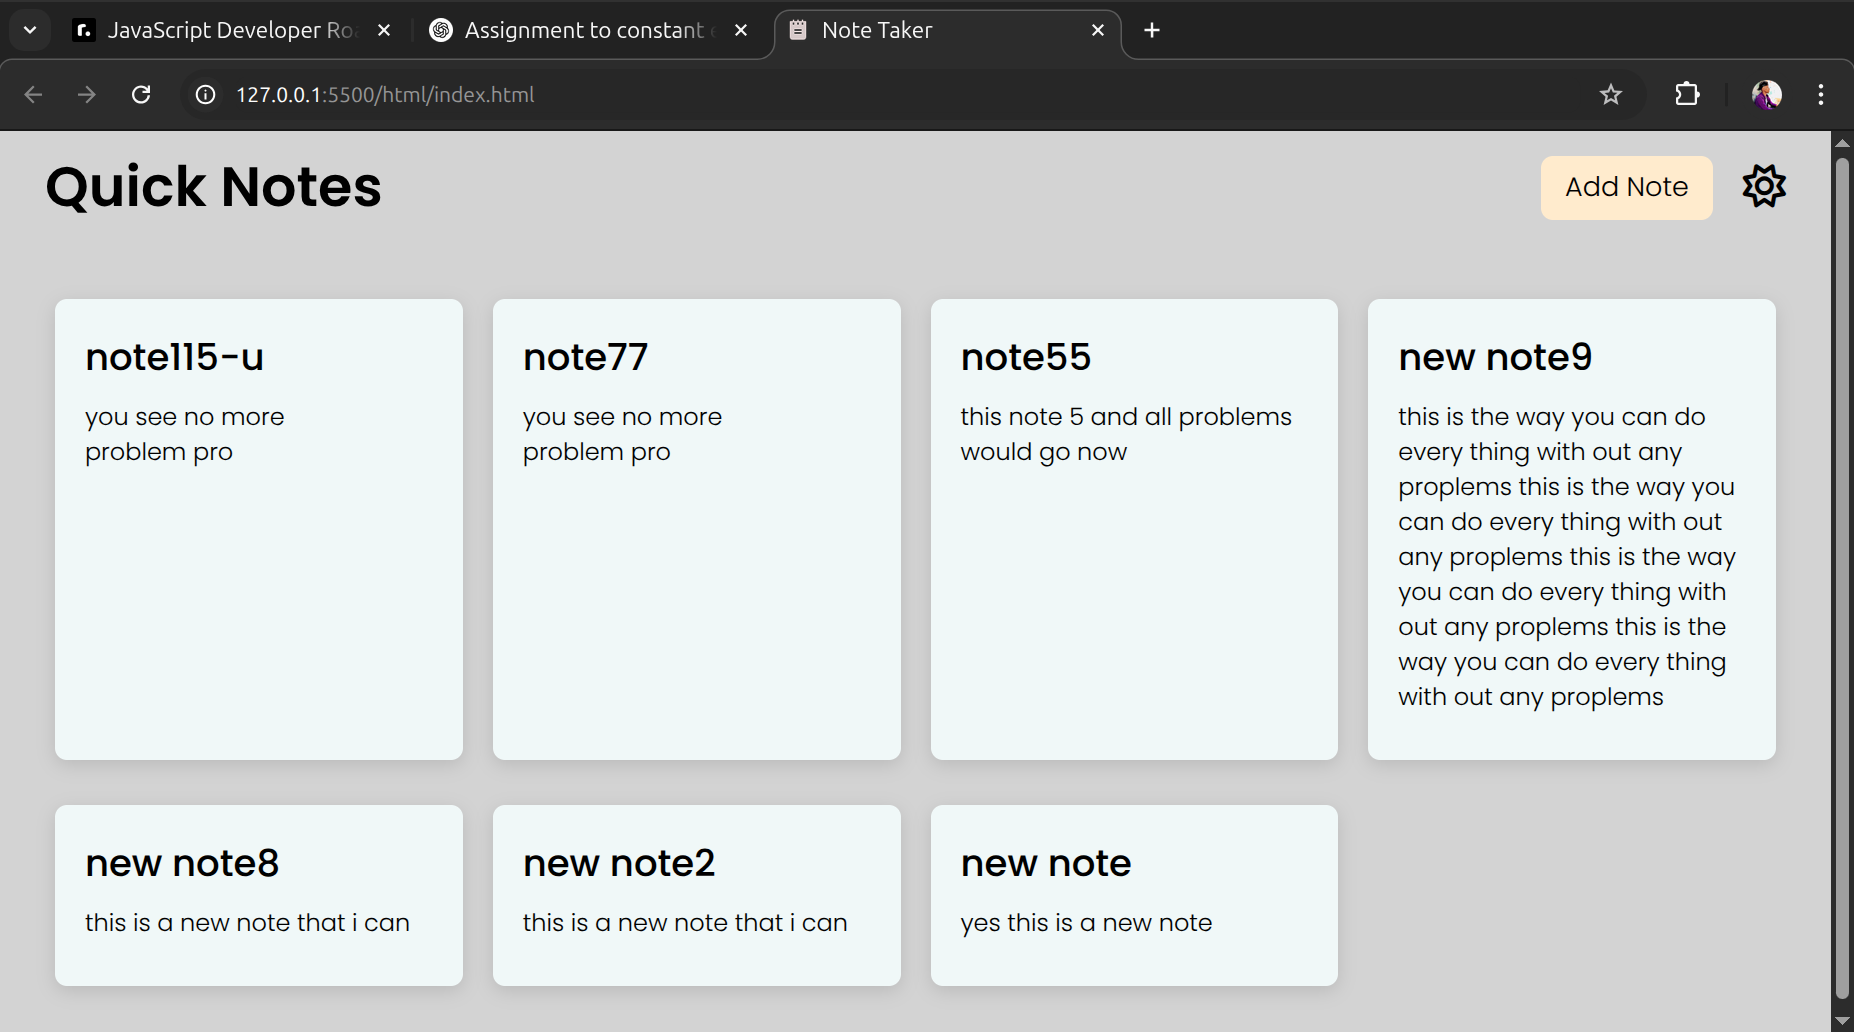 JavaScript Developer Ro
Assignment to constant
Note Taker
127.0.0.1:5500/html/index.html
Quick Notes
Add Note
note115-u
you see no more
problem pro
note77
you see no more
problem pro
note55
this note 5 and all problems
would go now
new note9
this is the way you can do
every thing with out any
proplems this is the way you
can do every thing with out
any proplems this is the way
you can do every thing with
out any proplems this is the
way you can do every thing
with out any proplems
new note8
this is a new note that i can
new note2
this is a new note that i can
new note
yes this is a new note